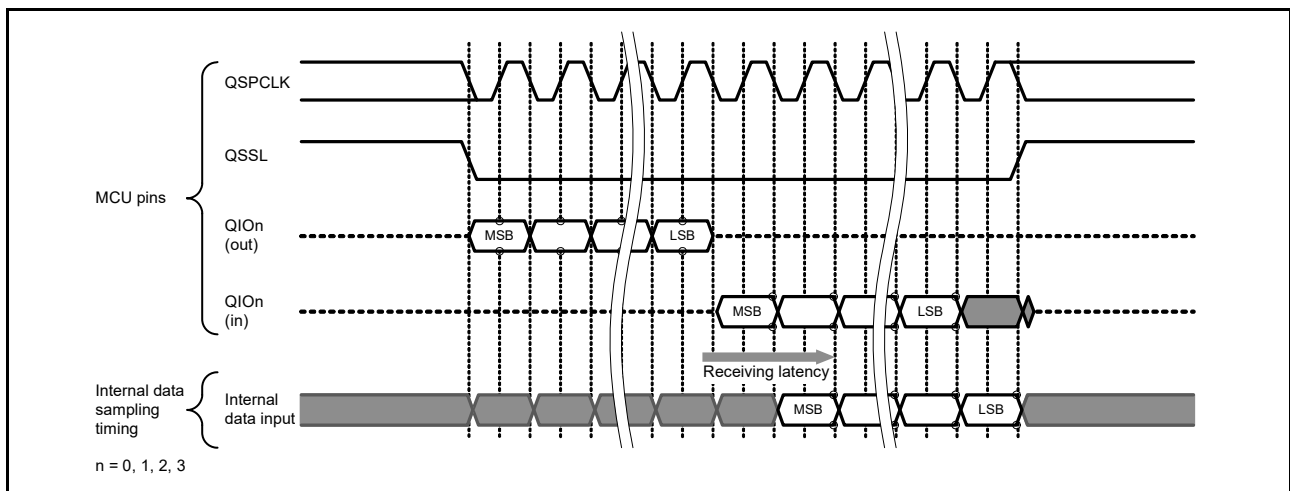 QSPCLK
QSSL
MCU pins
QIOn
(out)
MSB
LSB
QIOn
(in)
MSB
LSB
Receiving latency
Internal data
sampling
timing
Internal
data input
MSB
LSB
n = 0, 1, 2, 3